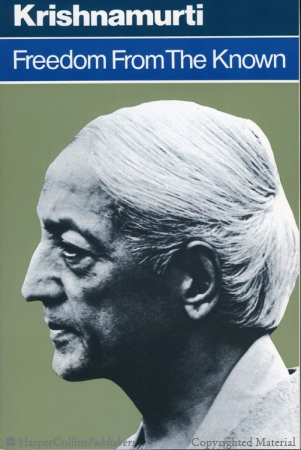 Krishnamurti
Freedom From The Known
HarperCollinsPublishers
Copyrighted Material